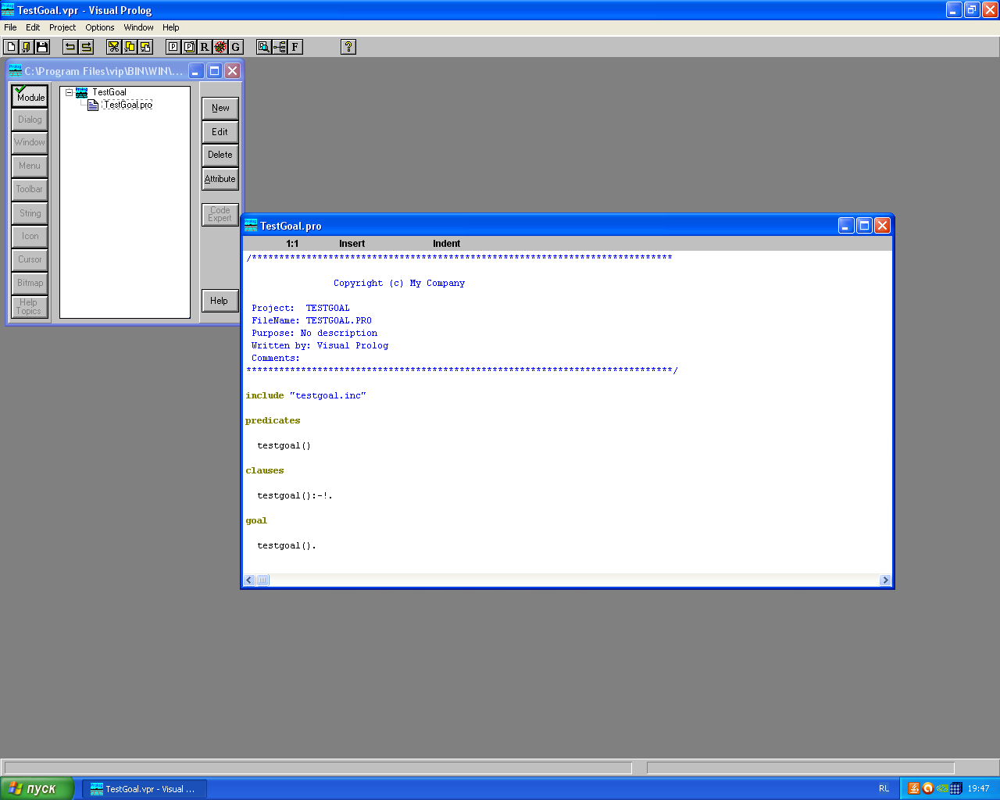 TestGoal.vpr - Visual Prolog
File Edit Project Options Window Help
R G F ?
C:\Program Files\vip\BIN\WIN\...
Module
Dialog
Window
Menu
Toolbar
String
Icon
Cursor
Bitmap
Help Topics
TestGoal
TestGoal.pro
New
Edit
Delete
Attribute
Code Expert
Help
TestGoal.pro
1:1 Insert Indent
/*****************************************************************************
Copyright (c) My Company
Project: TESTGOAL
FileName: TESTGOAL.PRO
Purpose: No description
Written by: Visual Prolog
Comments:
******************************************************************************/
include "testgoal.inc"
predicates
testgoal()
clauses
testgoal():-!.
goal
testgoal().
пуск
TestGoal.vpr - Visual ...
RL
19:47